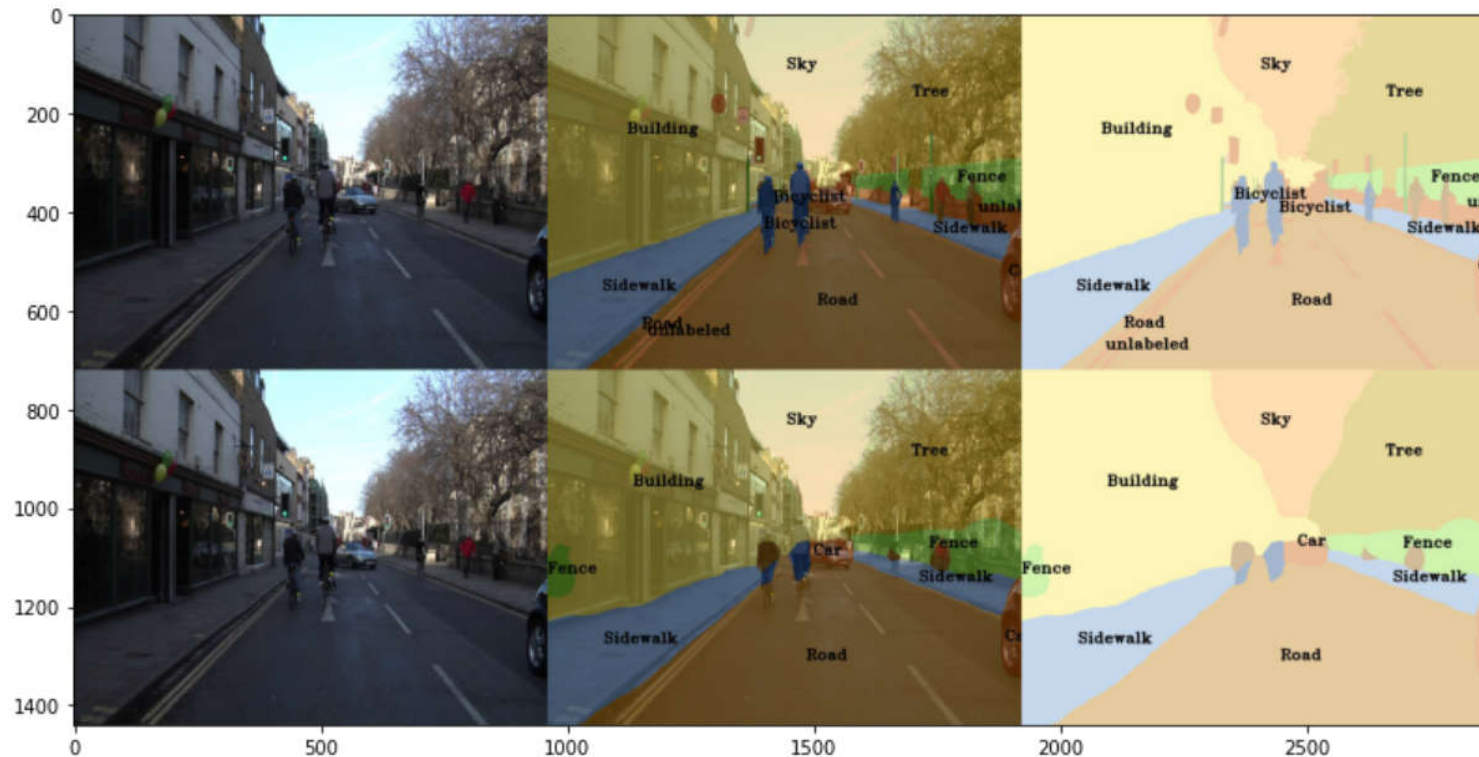 0
200
400
600
800
1000
1200
1400
Sky
Tree
Building
Fence
Bicyclist
unlab
Bicyclist
Sidewalk
Sidewalk
C
Road
Road
unlabeled
Sky
Tree
Building
Fence
Bicyclist
Bicyclist
u
Sidewalk
Sidewalk
Road
Road
unlabeled
Sky
Tree
Building
Car
Fence
Fence
Sidewalk
Sidewalk
Ca
Road
Sky
Tree
Building
Car
Fence
Fence
Sidewalk
Sidewalk
Road
0
500
1000
1500
2000
2500